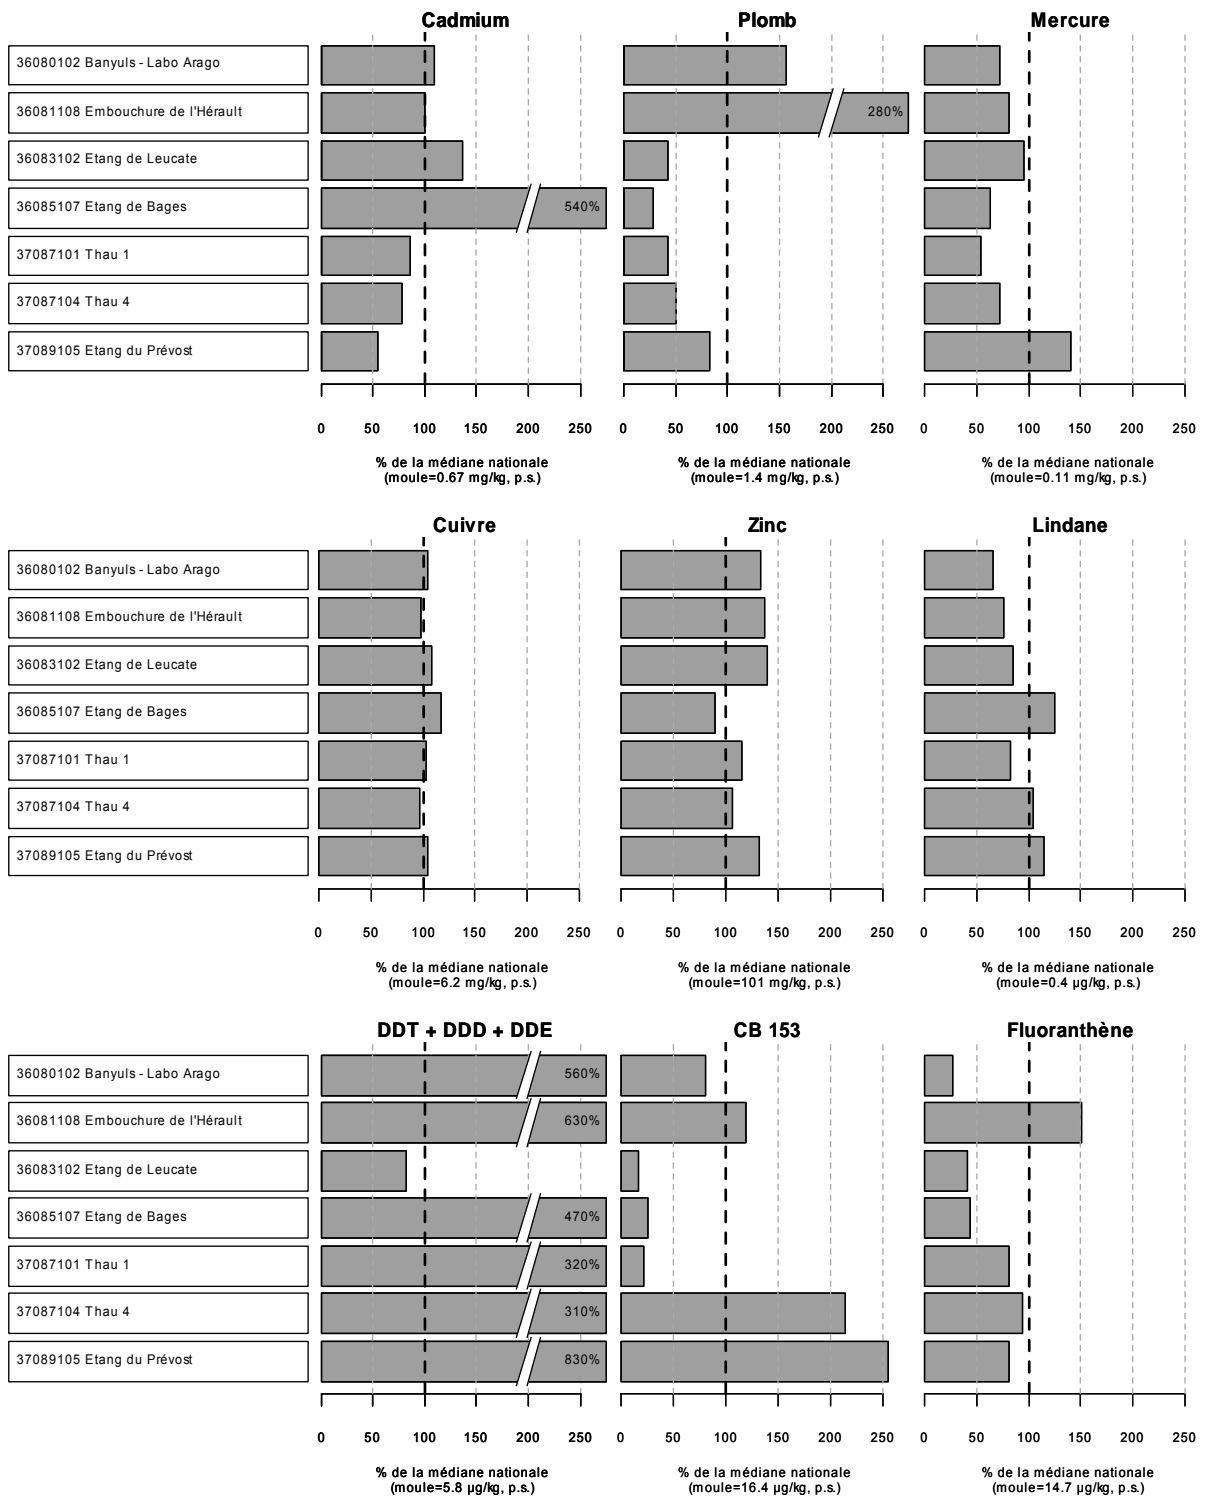 Cadmium Plomb Mercure
36080102 Banyuls - Labo Arago
36081108 Embouchure de l'Hérault 280%
36083102 Etang de Leucate
36085107 Etang de Bages 540%
37087101 Thau 1
37087104 Thau 4
37089105 Etang du Prévost
0 50 100 150 200 250 0 50 100 150 200 250 0 50 100 150 200 250
% de la médiane nationale % de la médiane nationale % de la médiane nationale
(moule=0.67 mg/kg, p.s.) (moule=1.4 mg/kg, p.s.) (moule=0.11 mg/kg, p.s.)
Cuivre Zinc Lindane
36080102 Banyuls - Labo Arago
36081108 Embouchure de l'Hérault
36083102 Etang de Leucate
36085107 Etang de Bages
37087101 Thau 1
37087104 Thau 4
37089105 Etang du Prévost
0 50 100 150 200 250 0 50 100 150 200 250 0 50 100 150 200 250
% de la médiane nationale % de la médiane nationale % de la médiane nationale
(moule=6.2 mg/kg, p.s.) (moule=101 mg/kg, p.s.) (moule=0.4 µg/kg, p.s.)
DDT + DDD + DDE CB 153 Fluoranthène
36080102 Banyuls - Labo Arago 560%
36081108 Embouchure de l'Hérault 630%
36083102 Etang de Leucate
36085107 Etang de Bages 470%
37087101 Thau 1 320%
37087104 Thau 4 310%
37089105 Etang du Prévost 830%
0 50 100 150 200 250 0 50 100 150 200 250 0 50 100 150 200 250
% de la médiane nationale % de la médiane nationale % de la médiane nationale
(moule=5.8 µg/kg, p.s.) (moule=16.4 µg/kg, p.s.) (moule=14.7 µg/kg, p.s.)